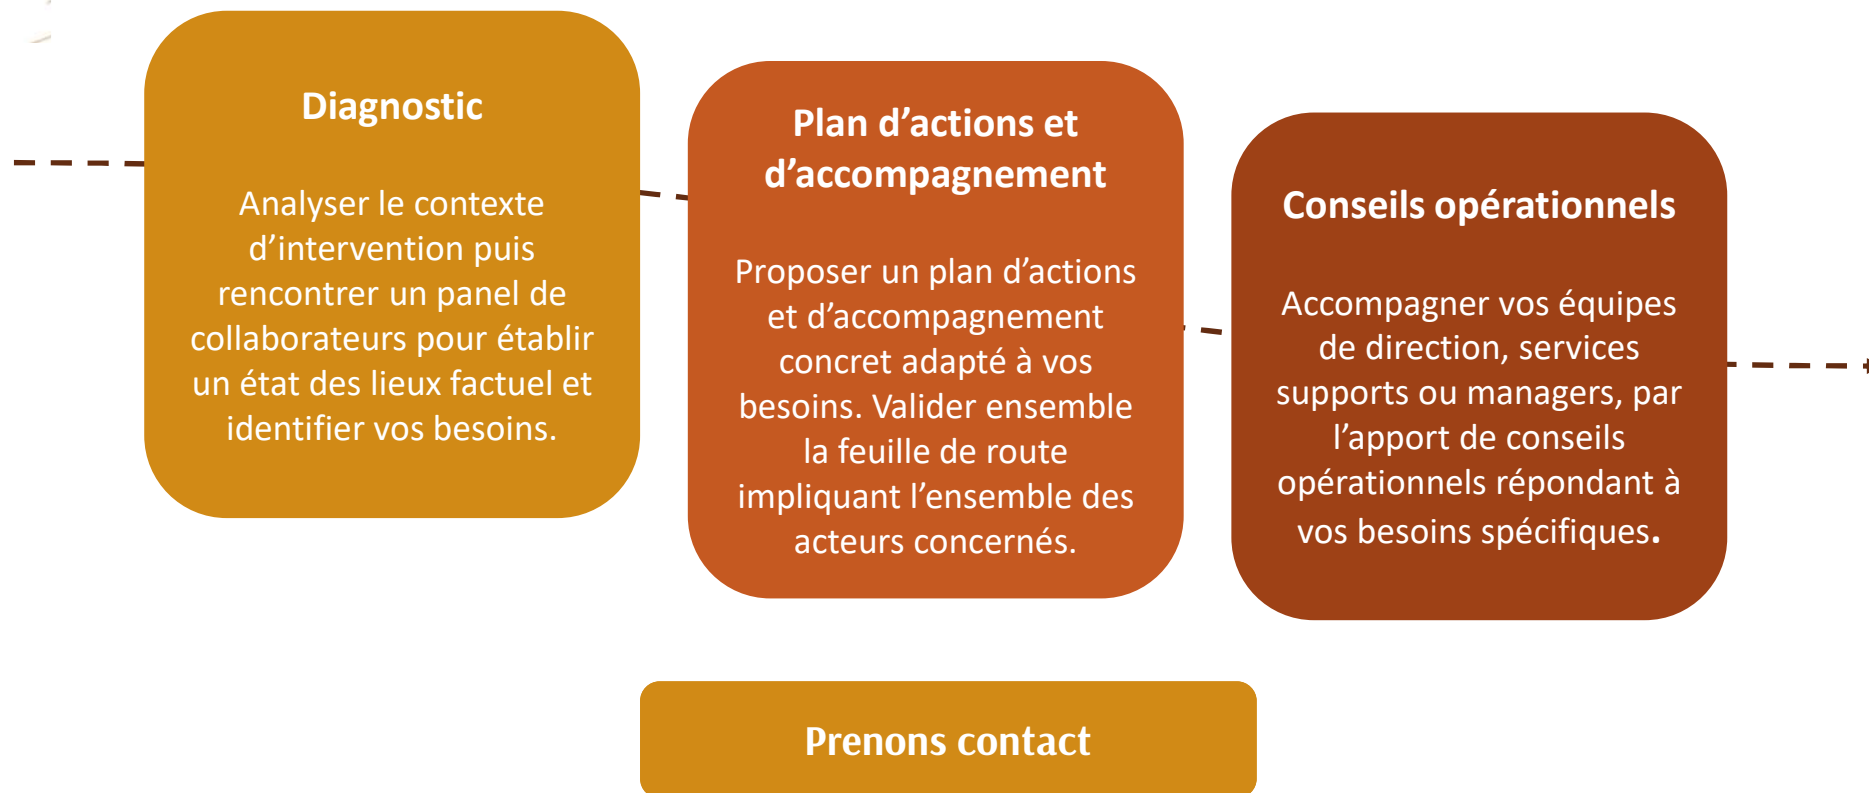 Diagnostic
Analyser le contexte
d’intervention puis
rencontrer un panel de
collaborateurs pour établir
un état des lieux factuel et
identifier vos besoins.
Plan d’actions et
d’accompagnement
Proposer un plan d’actions
et d’accompagnement
concret adapté à vos
besoins. Valider ensemble
la feuille de route
impliquant l’ensemble des
acteurs concernés.
Conseils opérationnels
Accompagner vos équipes
de direction, services
supports ou managers, par
l’apport de conseils
opérationnels répondant à
vos besoins spécifiques.
Prenons contact